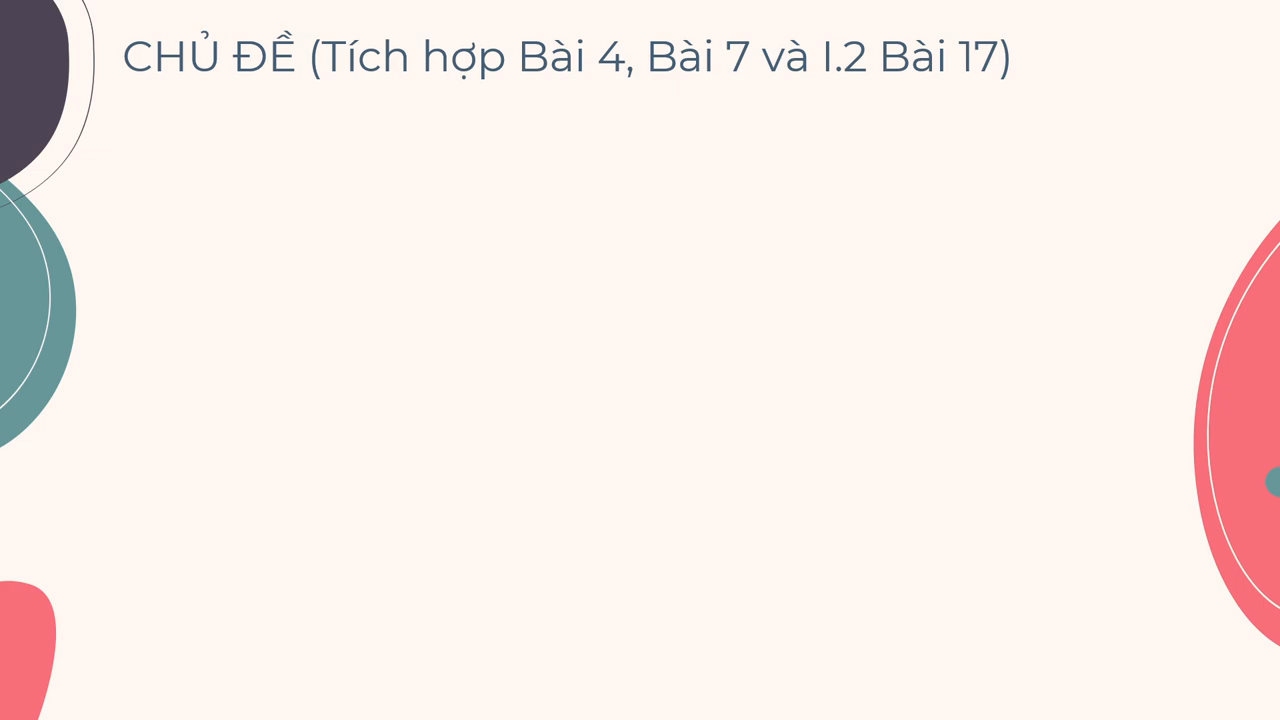 CHỦ ĐỀ (Tích hợp Bài 4, Bài 7 và I.2 Bài 17)